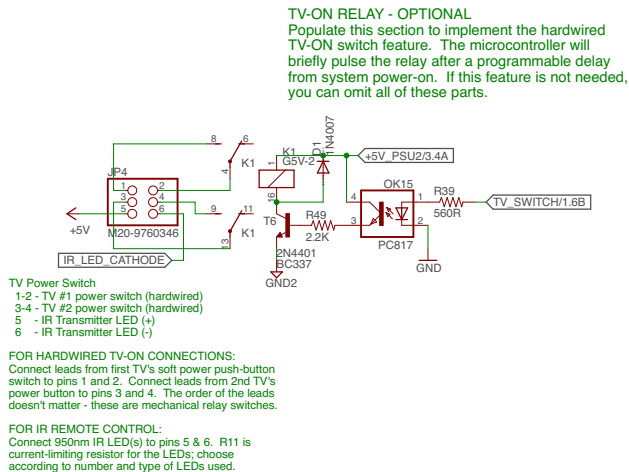 TV-ON RELAY - OPTIONAL
Populate this section to implement the hardwired
TV-ON switch feature.  The microcontroller will
briefly pulse the relay after a programmable delay
from system power-on.  If this feature is not needed,
you can omit all of these parts.
8
6
4
K1
K1
G5V-2
1
16
D1
1N4007
+5V_PSU2/3.4A
JP4
1
2
3
4
5
6
+5V
M20-9760346
9
11
13
K1
T6
2N4401
BC337
GND2
R49
2.2K
OK15
4
3
1
2
PC817
R39
560R
TV_SWITCH/1.6B
GND
IR_LED_CATHODE
TV Power Switch
1-2 - TV #1 power switch (hardwired)
3-4 - TV #2 power switch (hardwired)
5 - IR Transmitter LED (+)
6 - IR Transmitter LED (-)
FOR HARDWIRED TV-ON CONNECTIONS:
Connect leads from first TV's soft power push-button
switch to pins 1 and 2.  Connect leads from 2nd TV's
power button to pins 3 and 4.  The order of the leads
doesn't matter - these are mechanical relay switches.
FOR IR REMOTE CONTROL:
Connect 950nm IR LED(s) to pins 5 & 6.  R11 is
current-limiting resistor for the LEDs; choose
according to number and type of LEDs used.